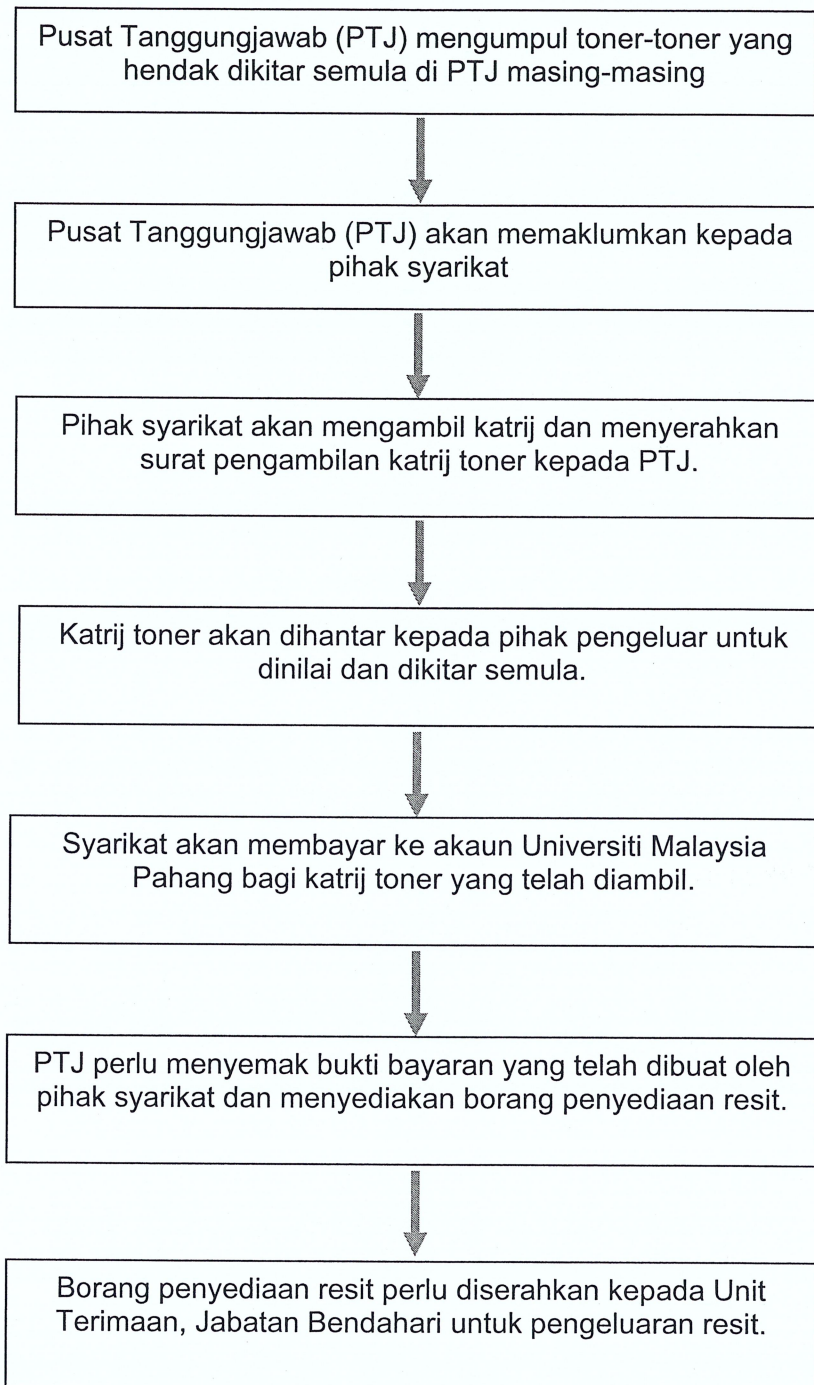 Pusat Tanggungjawab (PTJ) mengumpul toner-toner yang
hendak dikitar semula di PTJ masing-masing
Pusat Tanggungjawab (PTJ) akan memaklumkan kepada
pihak syarikat
Pihak syarikat akan mengambil katrij dan menyerahkan
surat pengambilan katrij toner kepada PTJ.
Katrij toner akan dihantar kepada pihak pengeluar untuk
dinilai dan dikitar semula.
Syarikat akan membayar ke akaun Universiti Malaysia
Pahang bagi katrij toner yang telah diambil.
PTJ perlu menyemak bukti bayaran yang telah dibuat oleh
pihak syarikat dan menyediakan borang penyediaan resit.
Borang penyediaan resit perlu diserahkan kepada Unit
Terimaan, Jabatan Bendahari untuk pengeluaran resit.